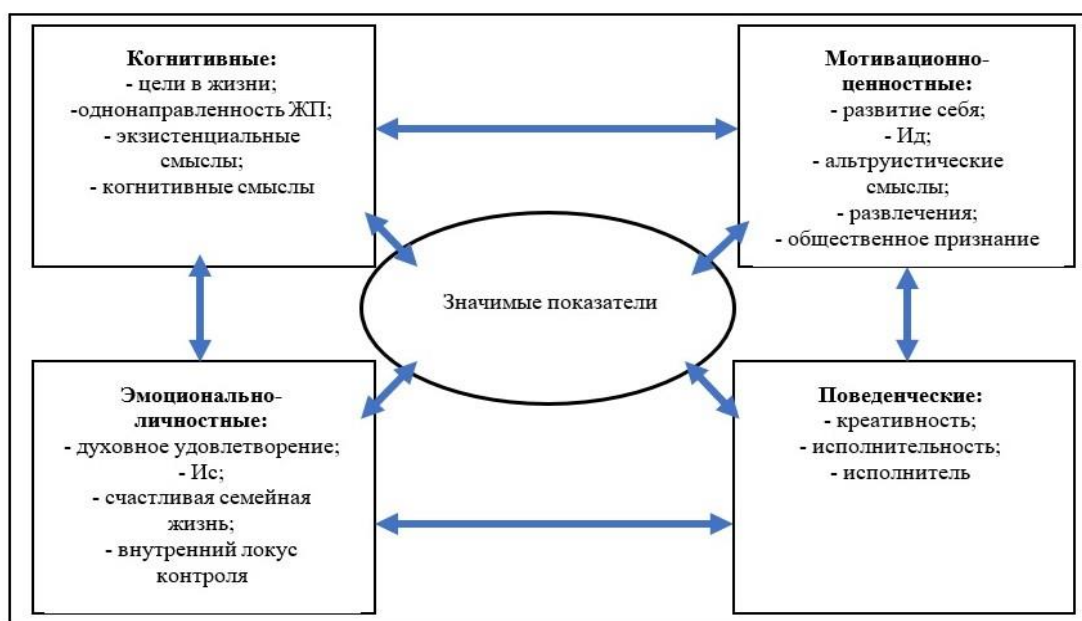 Когнитивные:
- цели в жизни;
-однонаправленность ЖП;
- экзистенциальные
смыслы;
- когнитивные смыслы
Мотивационно-
ценностные:
- развитие себя;
- Ид;
- альтруистические
смыслы;
- развлечения;
- общественное признание
Значимые показатели
Эмоционально-
личностные:
- духовное удовлетворение;
- Ис;
- счастливая семейная
жизнь;
- внутренний локус
контроля
Поведенческие:
- креативность;
- исполнительность;
- исполнитель